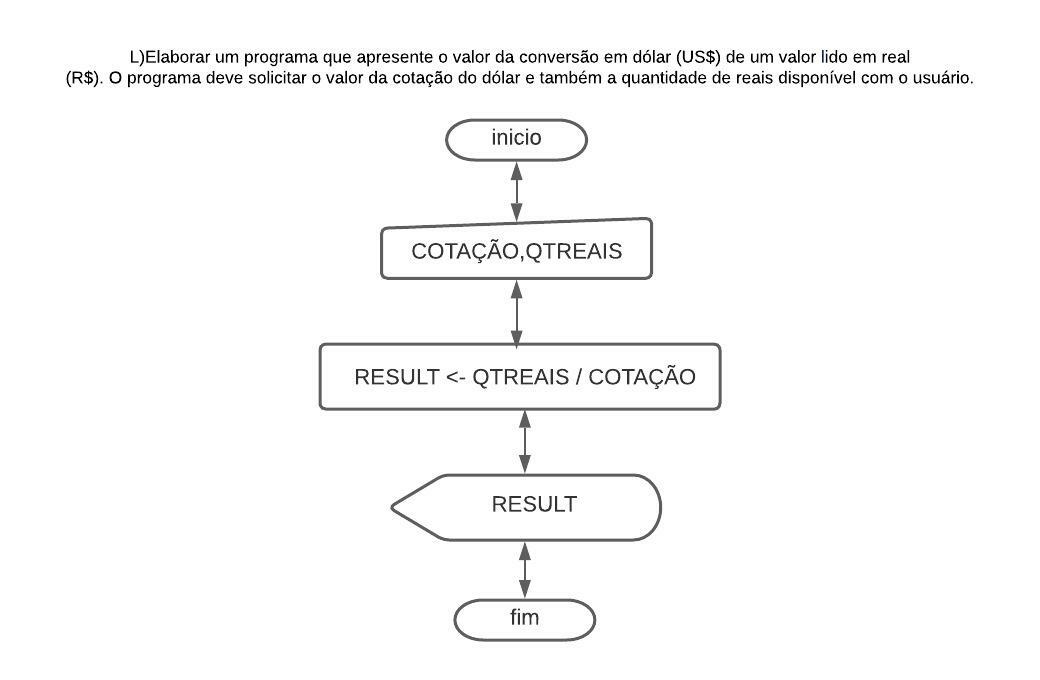 L)Elaborar um programa que apresente o valor da conversão em dólar (US$) de um valor lido em real
(R$). O programa deve solicitar o valor da cotação do dólar e também a quantidade de reais disponível com o usuário.
inicio
COTAÇÃO,QTREAIS
RESULT <- QTREAIS / COTAÇÃO
RESULT
fim